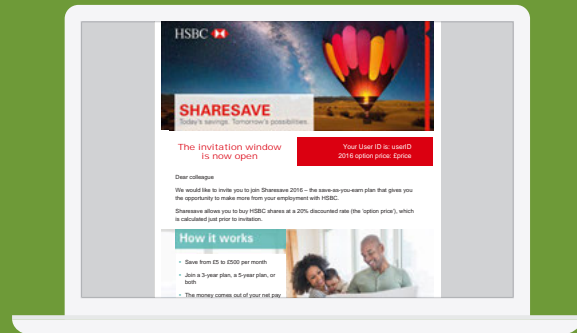 HSBC
SHARESAVE
Today's savings. Tomorrow's possibilities.
The invitation window
is now open
Your User ID is: userID
2016 option price: £price
Dear colleague
We would like to invite you to join Sharesave 2016 – the save-as-you-earn plan that gives you
the opportunity to make more from your employment with HSBC.
Sharesave allows you to buy HSBC shares at a 20% discounted rate (the 'option price'), which
is calculated just prior to invitation.
How it works
• Save from £5 to £500 per month
• Join a 3-year plan, a 5-year plan, or
both
• The money comes out of your net pay